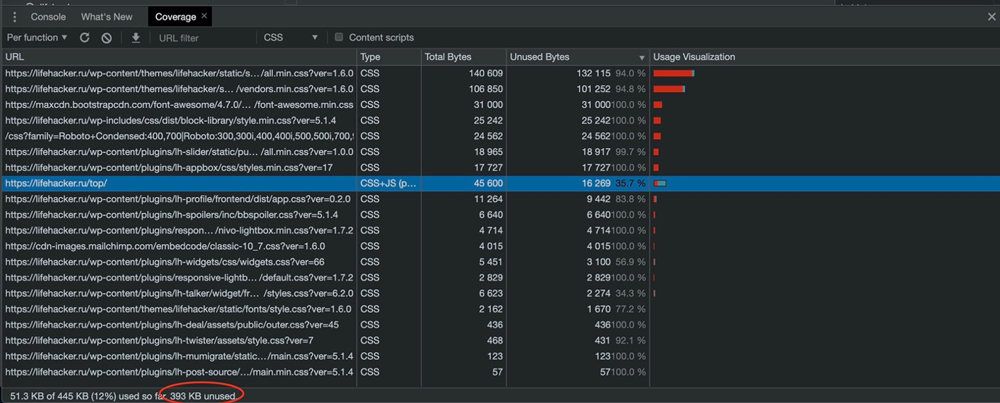 Console What's New Coverage ×
Per function ▼ URL filter CSS ▼ Content scripts
URL Type Total Bytes Unused Bytes ▼ Usage Visualization
https://lifehacker.ru/wp-content/themes/lifehacker/static/s… /all.min.css?ver=1.6.0 CSS 140 609 132 115 94.0 %
https://lifehacker.ru/wp-content/themes/lifehacker/s… /vendors.min.css?ver=1.6.0 CSS 106 850 101 252 94.8 %
https://maxcdn.bootstrapcdn.com/font-awesome/4.7.0/… /font-awesome.min.css CSS 31 000 31 000 100.0 %
https://lifehacker.ru/wp-includes/css/dist/block-library/style.min.css?ver=5.1.4 CSS 25 242 25 242 100.0 %
/css?family=Roboto+Condensed:400,700|Roboto:300,300i,400,400i,500,500i,700, CSS 24 562 24 562 100.0 %
https://lifehacker.ru/wp-content/plugins/lh-slider/static/pu… /all.min.css?ver=1.0.0 CSS 18 965 18 917 99.7 %
https://lifehacker.ru/wp-content/plugins/lh-appbox/css/styles.min.css?ver=17 CSS 17 727 17 727 100.0 %
https://lifehacker.ru/top/ CSS+JS (p… 45 600 16 269 35.7 %
https://lifehacker.ru/wp-content/plugins/lh-profile/frontend/dist/app.css?ver=0.2.0 CSS 11 264 9 442 83.8 %
https://lifehacker.ru/wp-content/plugins/lh-spoilers/inc/bbspoiler.css?ver=5.1.4 CSS 6 640 6 640 100.0 %
https://lifehacker.ru/wp-content/plugins/respon… /nivo-lightbox.min.css?ver=1.7.2 CSS 4 714 4 714 100.0 %
https://cdn-images.mailchimp.com/embedcode/classic-10_7.css?ver=1.6.0 CSS 4 015 4 015 100.0 %
https://lifehacker.ru/wp-content/plugins/lh-widgets/css/widgets.css?ver=66 CSS 5 451 3 100 56.9 %
https://lifehacker.ru/wp-content/plugins/responsive-lightb… /default.css?ver=1.7.2 CSS 2 829 2 829 100.0 %
https://lifehacker.ru/wp-content/plugins/lh-talker/widget/fr… /styles.css?ver=6.2.0 CSS 6 623 2 274 34.3 %
https://lifehacker.ru/wp-content/themes/lifehacker/static/fonts/style.css?ver=1.6.0 CSS 2 162 1 670 77.2 %
https://lifehacker.ru/wp-content/plugins/lh-deal/assets/public/outer.css?ver=45 CSS 436 436 100.0 %
https://lifehacker.ru/wp-content/plugins/lh-twister/assets/style.css?ver=7 CSS 468 431 92.1 %
https://lifehacker.ru/wp-content/plugins/lh-mumigrate/static… /main.css?ver=5.1.4 CSS 123 123 100.0 %
https://lifehacker.ru/wp-content/plugins/lh-post-source/… /main.min.css?ver=5.1.4 CSS 57 57 100.0 %
51.3 KB of 445 KB (12%) used so far, 393 KB unused.